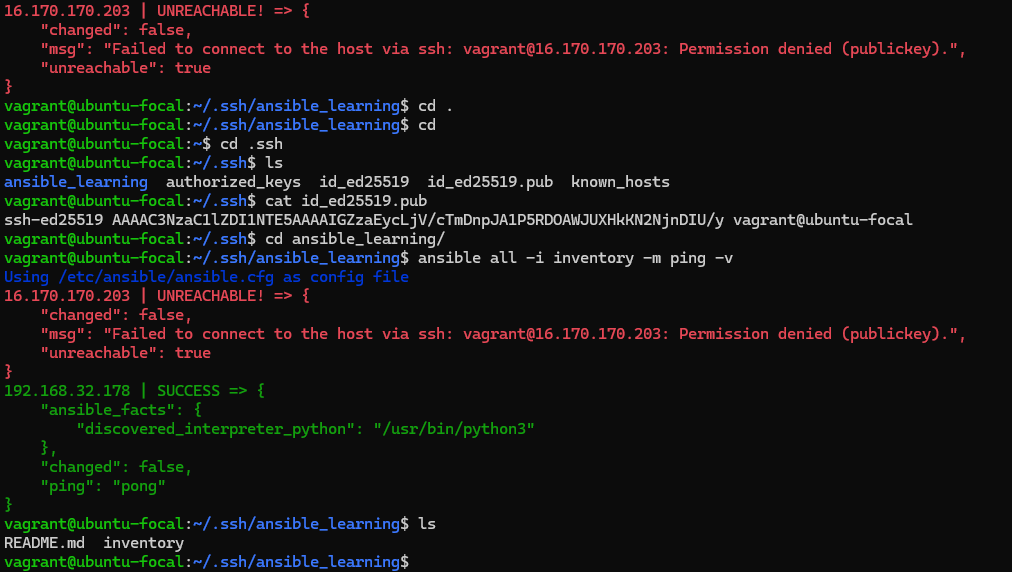 16.170.170.203 | UNREACHABLE! => {
    "changed": false,
    "msg": "Failed to connect to the host via ssh: vagrant@16.170.170.203: Permission denied (publickey).",
    "unreachable": true
}
vagrant@ubuntu-focal:~/.ssh/ansible_learning$ cd .
vagrant@ubuntu-focal:~/.ssh/ansible_learning$ cd
vagrant@ubuntu-focal:~$ cd .ssh
vagrant@ubuntu-focal:~/.ssh$ ls
ansible_learning  authorized_keys  id_ed25519  id_ed25519.pub  known_hosts
vagrant@ubuntu-focal:~/.ssh$ cat id_ed25519.pub
ssh-ed25519 AAAAC3NzaC1lZDI1NTE5AAAAIGZzaEycLjV/cTmDnpJA1P5RDOAWJUXHkKN2NjnDIU/y vagrant@ubuntu-focal
vagrant@ubuntu-focal:~/.ssh$ cd ansible_learning/
vagrant@ubuntu-focal:~/.ssh/ansible_learning$ ansible all -i inventory -m ping -v
Using /etc/ansible/ansible.cfg as config file
16.170.170.203 | UNREACHABLE! => {
    "changed": false,
    "msg": "Failed to connect to the host via ssh: vagrant@16.170.170.203: Permission denied (publickey).",
    "unreachable": true
}
192.168.32.178 | SUCCESS => {
    "ansible_facts": {
        "discovered_interpreter_python": "/usr/bin/python3"
    },
    "changed": false,
    "ping": "pong"
}
vagrant@ubuntu-focal:~/.ssh/ansible_learning$ ls
README.md  inventory
vagrant@ubuntu-focal:~/.ssh/ansible_learning$